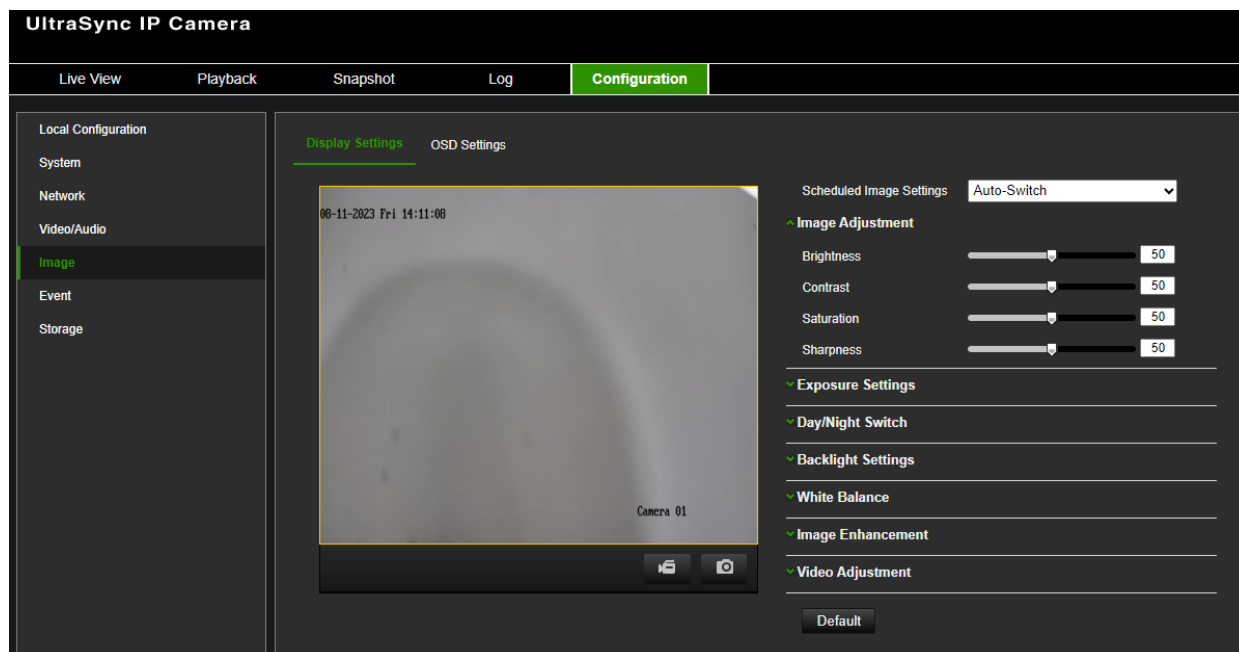 UltraSync IP Camera
Live View Playback Snapshot Log Configuration
Local Configuration
System
Network
Video/Audio
Image
Event
Storage
Display Settings OSD Settings
08-11-2023 Fri 14:11:08
Camera 01
Scheduled Image Settings Auto-Switch
Image Adjustment
Brightness 50
Contrast 50
Saturation 50
Sharpness 50
Exposure Settings
Day/Night Switch
Backlight Settings
White Balance
Image Enhancement
Video Adjustment
Default